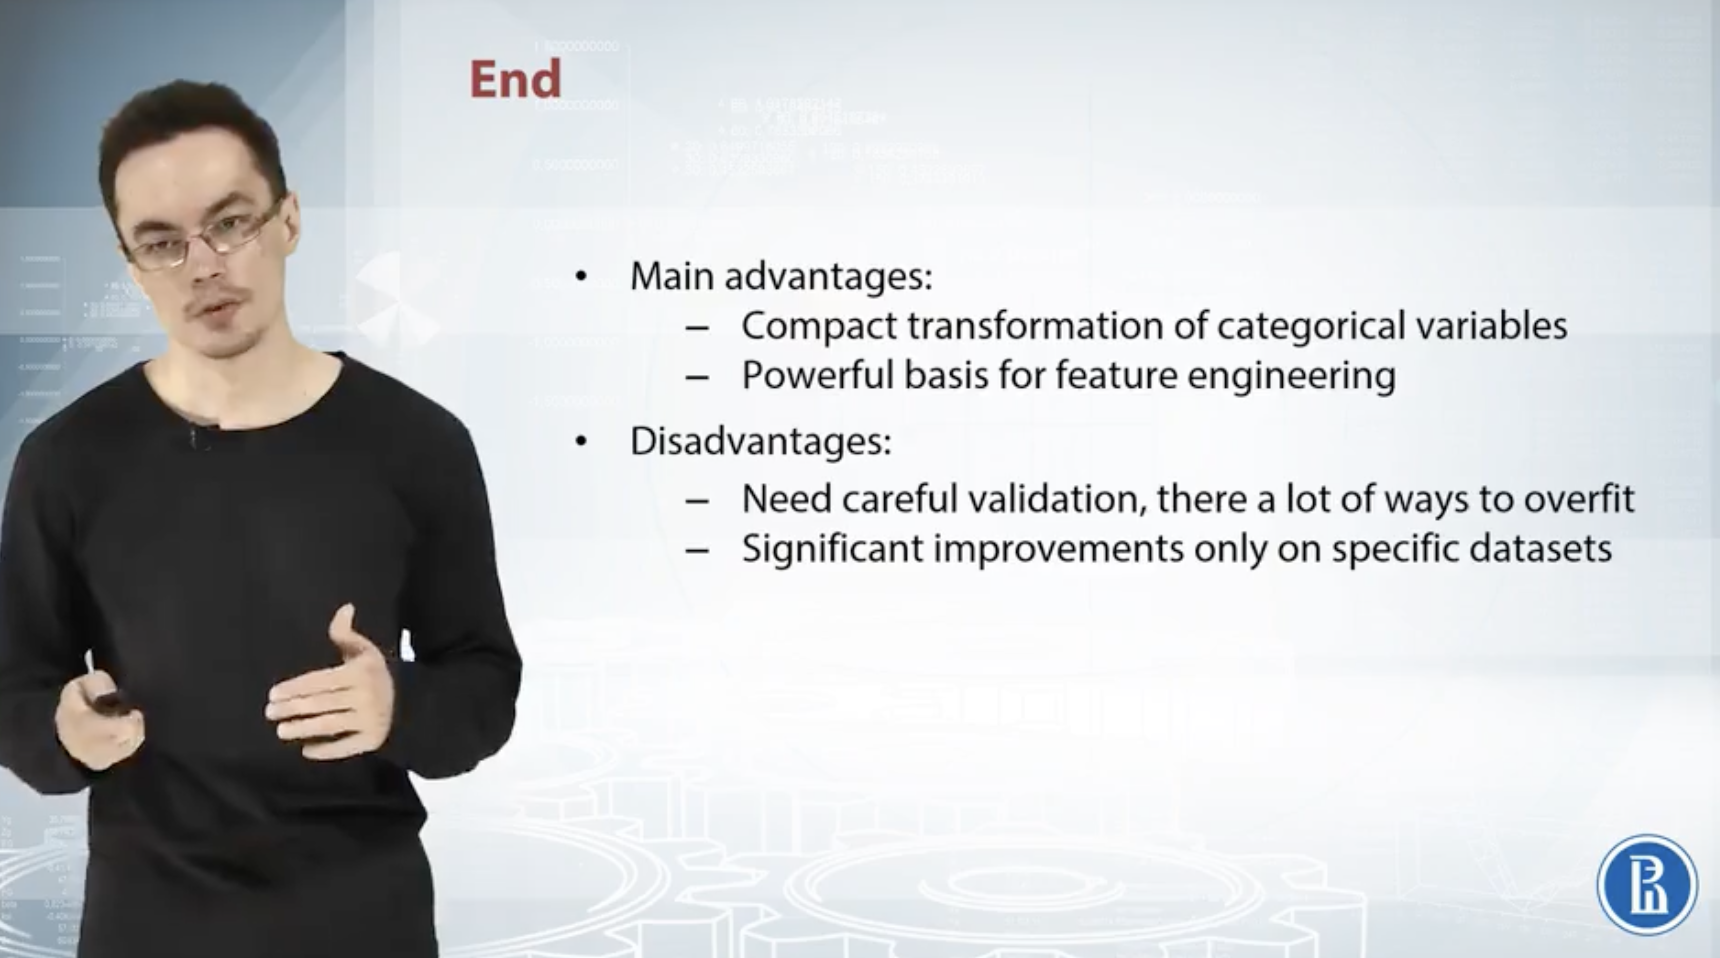 End
• Main advantages:
– Compact transformation of categorical variables
– Powerful basis for feature engineering
• Disadvantages:
– Need careful validation, there a lot of ways to overfit
– Significant improvements only on specific datasets